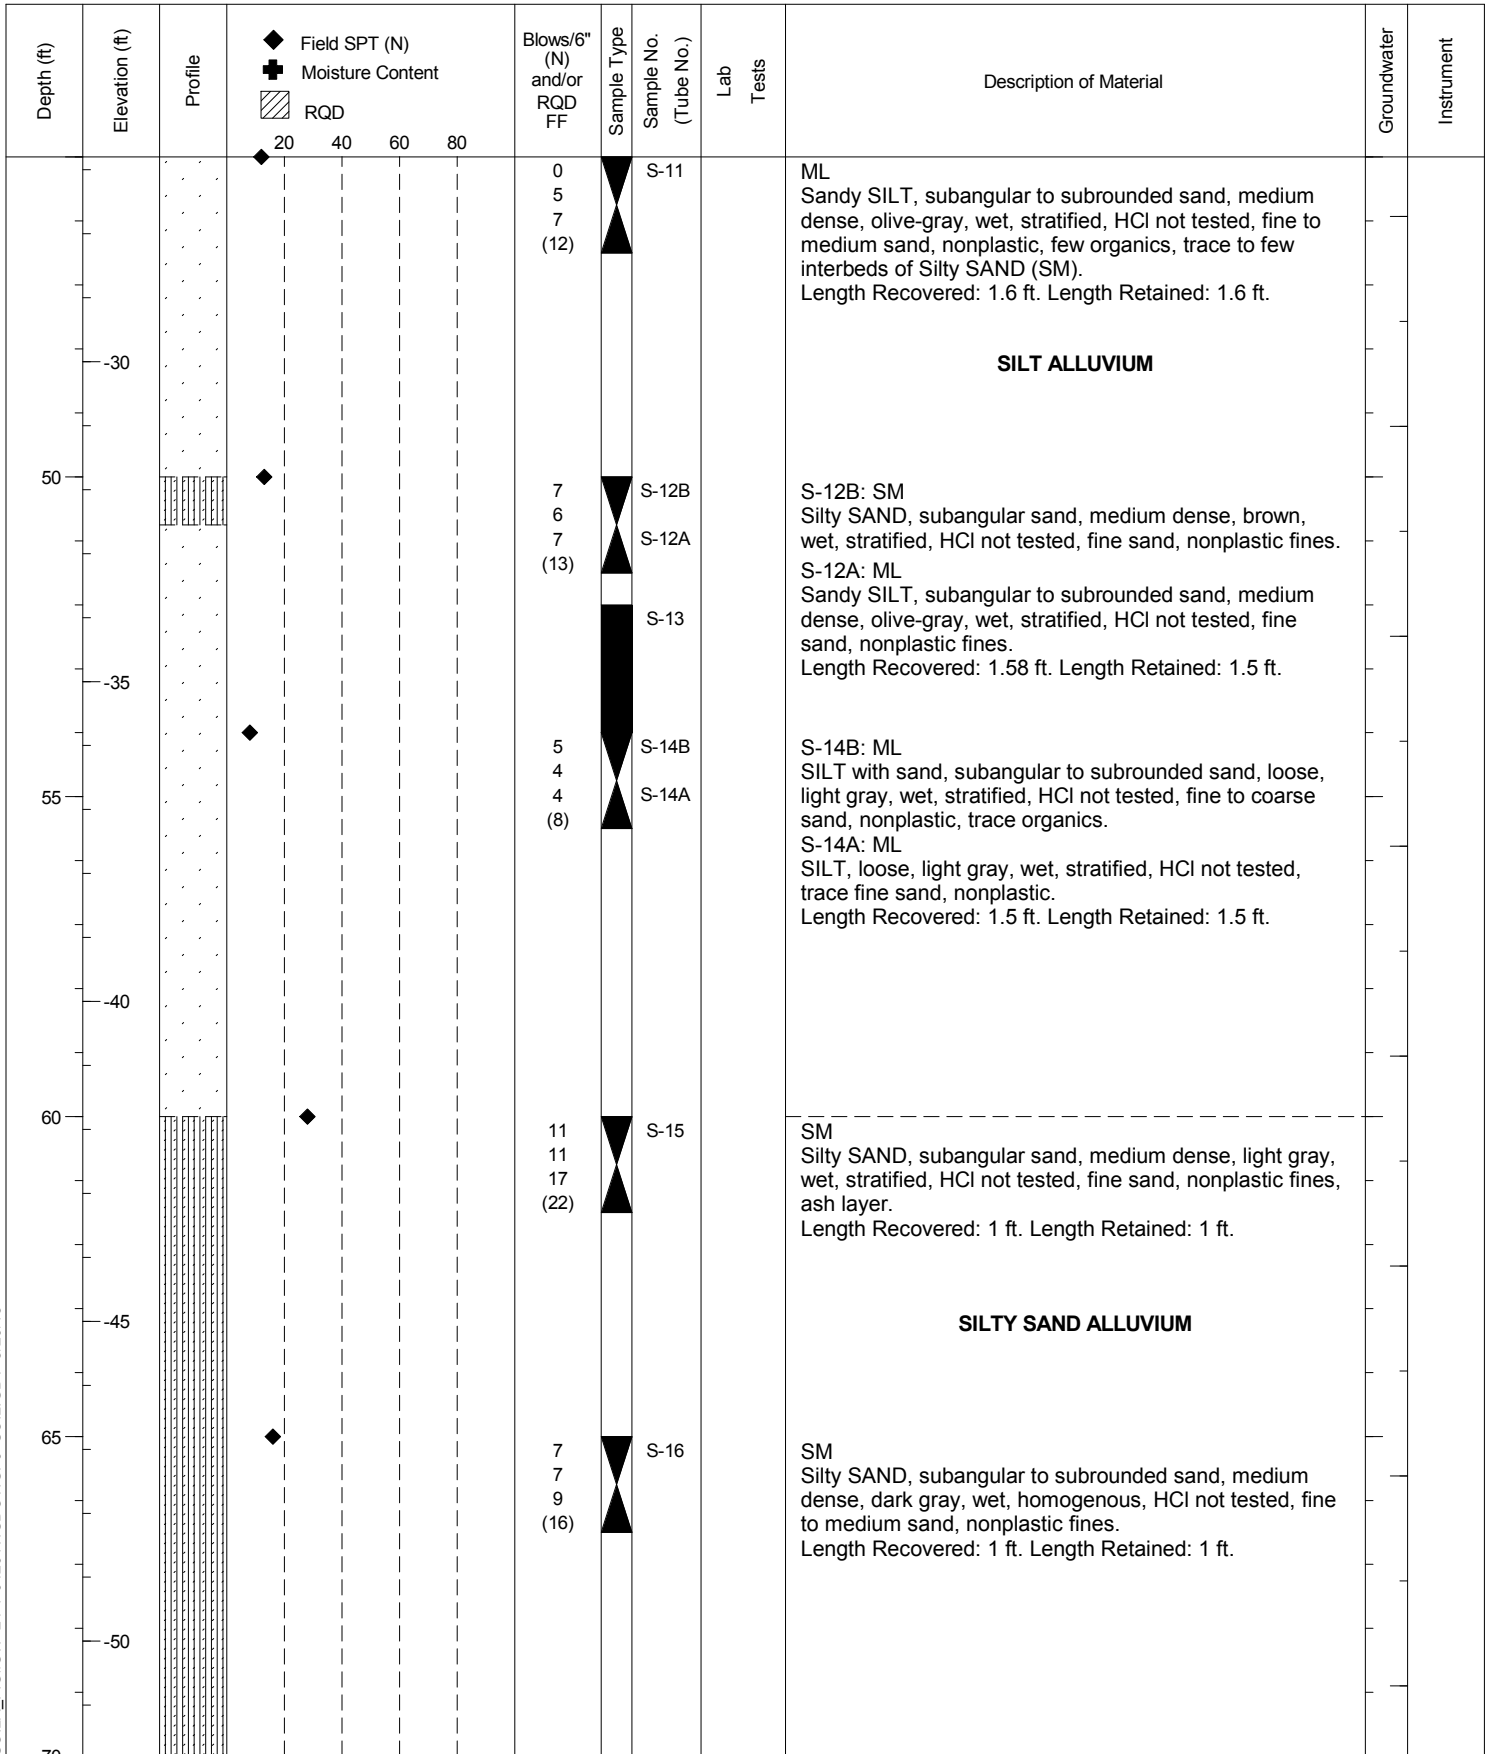 Depth (ft)
Elevation (ft)
Profile
Field SPT (N)
Moisture Content
RQD
20 40 60 80
Blows/6"
(N)
and/or
RQD
FF
Sample Type
Sample No.
(Tube No.)
Lab
Tests
Description of Material
Groundwater
Instrument
0
5
7
(12)
S-11
ML
Sandy SILT, subangular to subrounded sand, medium
dense, olive-gray, wet, stratified, HCl not tested, fine to
medium sand, nonplastic, few organics, trace to few
interbeds of Silty SAND (SM).
Length Recovered: 1.6 ft. Length Retained: 1.6 ft.
-30
SILT ALLUVIUM
50
7
6
7
(13)
S-12B
S-12A
S-12B: SM
Silty SAND, subangular sand, medium dense, brown,
wet, stratified, HCl not tested, fine sand, nonplastic fines.
S-12A: ML
Sandy SILT, subangular to subrounded sand, medium
dense, olive-gray, wet, stratified, HCl not tested, fine
sand, nonplastic fines.
Length Recovered: 1.58 ft. Length Retained: 1.5 ft.
S-13
-35
5
4
4
(8)
S-14B
S-14A
S-14B: ML
SILT with sand, subangular to subrounded sand, loose,
light gray, wet, stratified, HCl not tested, fine to coarse
sand, nonplastic, trace organics.
S-14A: ML
SILT, loose, light gray, wet, stratified, HCl not tested,
trace fine sand, nonplastic.
Length Recovered: 1.5 ft. Length Retained: 1.5 ft.
55
-40
60
11
11
17
(22)
S-15
SM
Silty SAND, subangular sand, medium dense, light gray,
wet, stratified, HCl not tested, fine sand, nonplastic fines,
ash layer.
Length Recovered: 1 ft. Length Retained: 1 ft.
-45
SILTY SAND ALLUVIUM
65
7
7
9
(16)
S-16
SM
Silty SAND, subangular to subrounded sand, medium
dense, dark gray, wet, homogenous, HCl not tested, fine
to medium sand, nonplastic fines.
Length Recovered: 1 ft. Length Retained: 1 ft.
-50
70